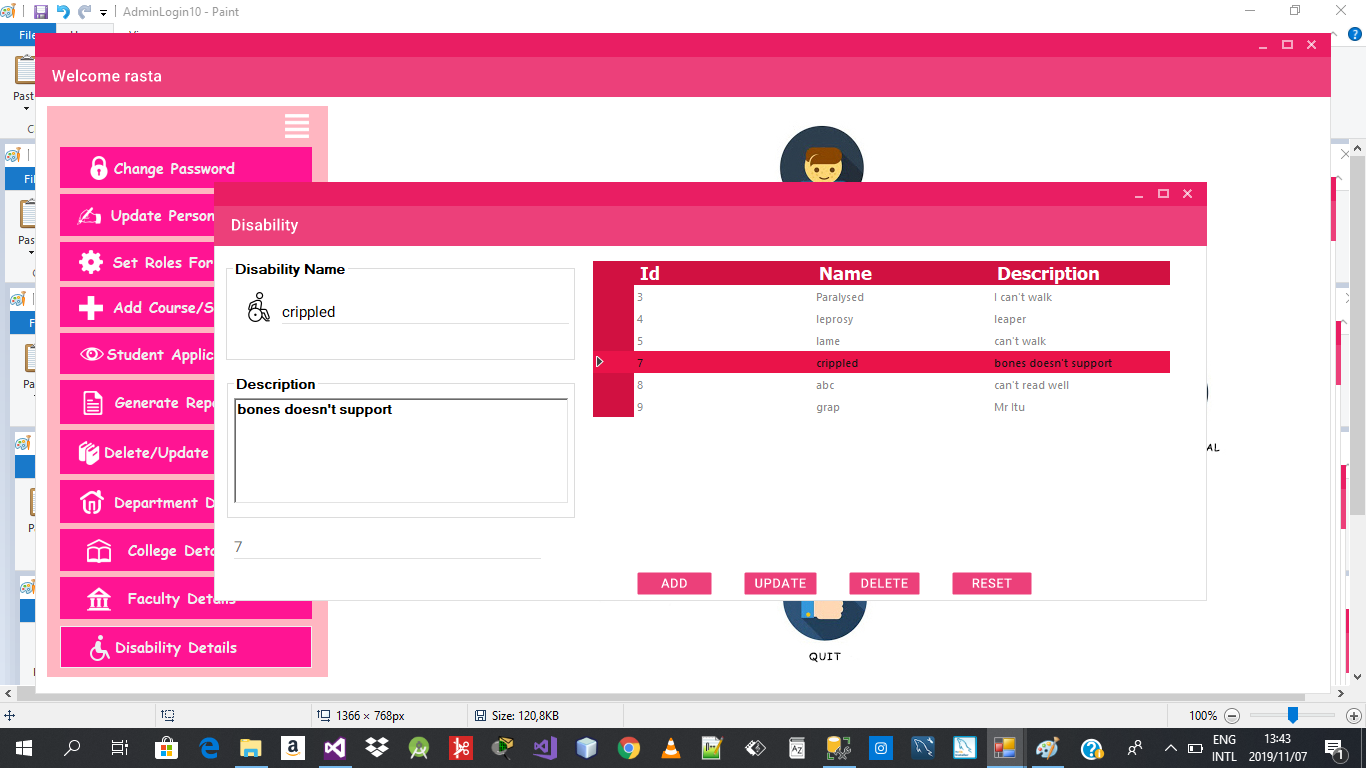 AdminLogin10 - Paint
File
Welcome rasta
Past
Change Password
Update Person
Set Roles For
Add Course/S
Student Applic
Generate Repo
Delete/Update
Department D
College Deta
Faculty Details
Disability Details
Disability
Disability Name
crippled
Description
bones doesn't support
7
Id Name Description
3 Paralysed I can't walk
4 leprosy leaper
5 lame can't walk
7 crippled bones doesn't support
8 abc can't read well
9 grap Mr Itu
ADD UPDATE DELETE RESET
AL
QUIT
1366 × 768px
Size: 120,8KB
100%
ENG
INTL
13:43
2019/11/07
1